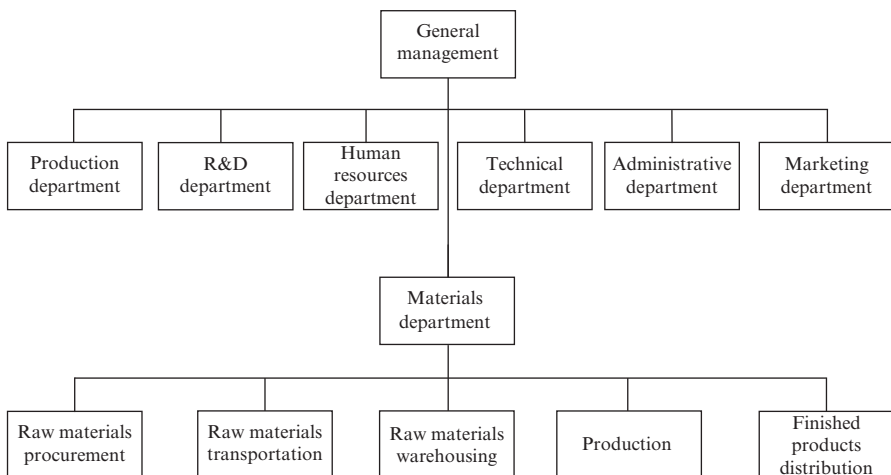 General
management
Production
department
R&D
department
Human
resources
department
Technical
department
Administrative
department
Marketing
department
Materials
department
Raw materials
procurement
Raw materials
transportation
Raw materials
warehousing
Production
Finished
products
distribution